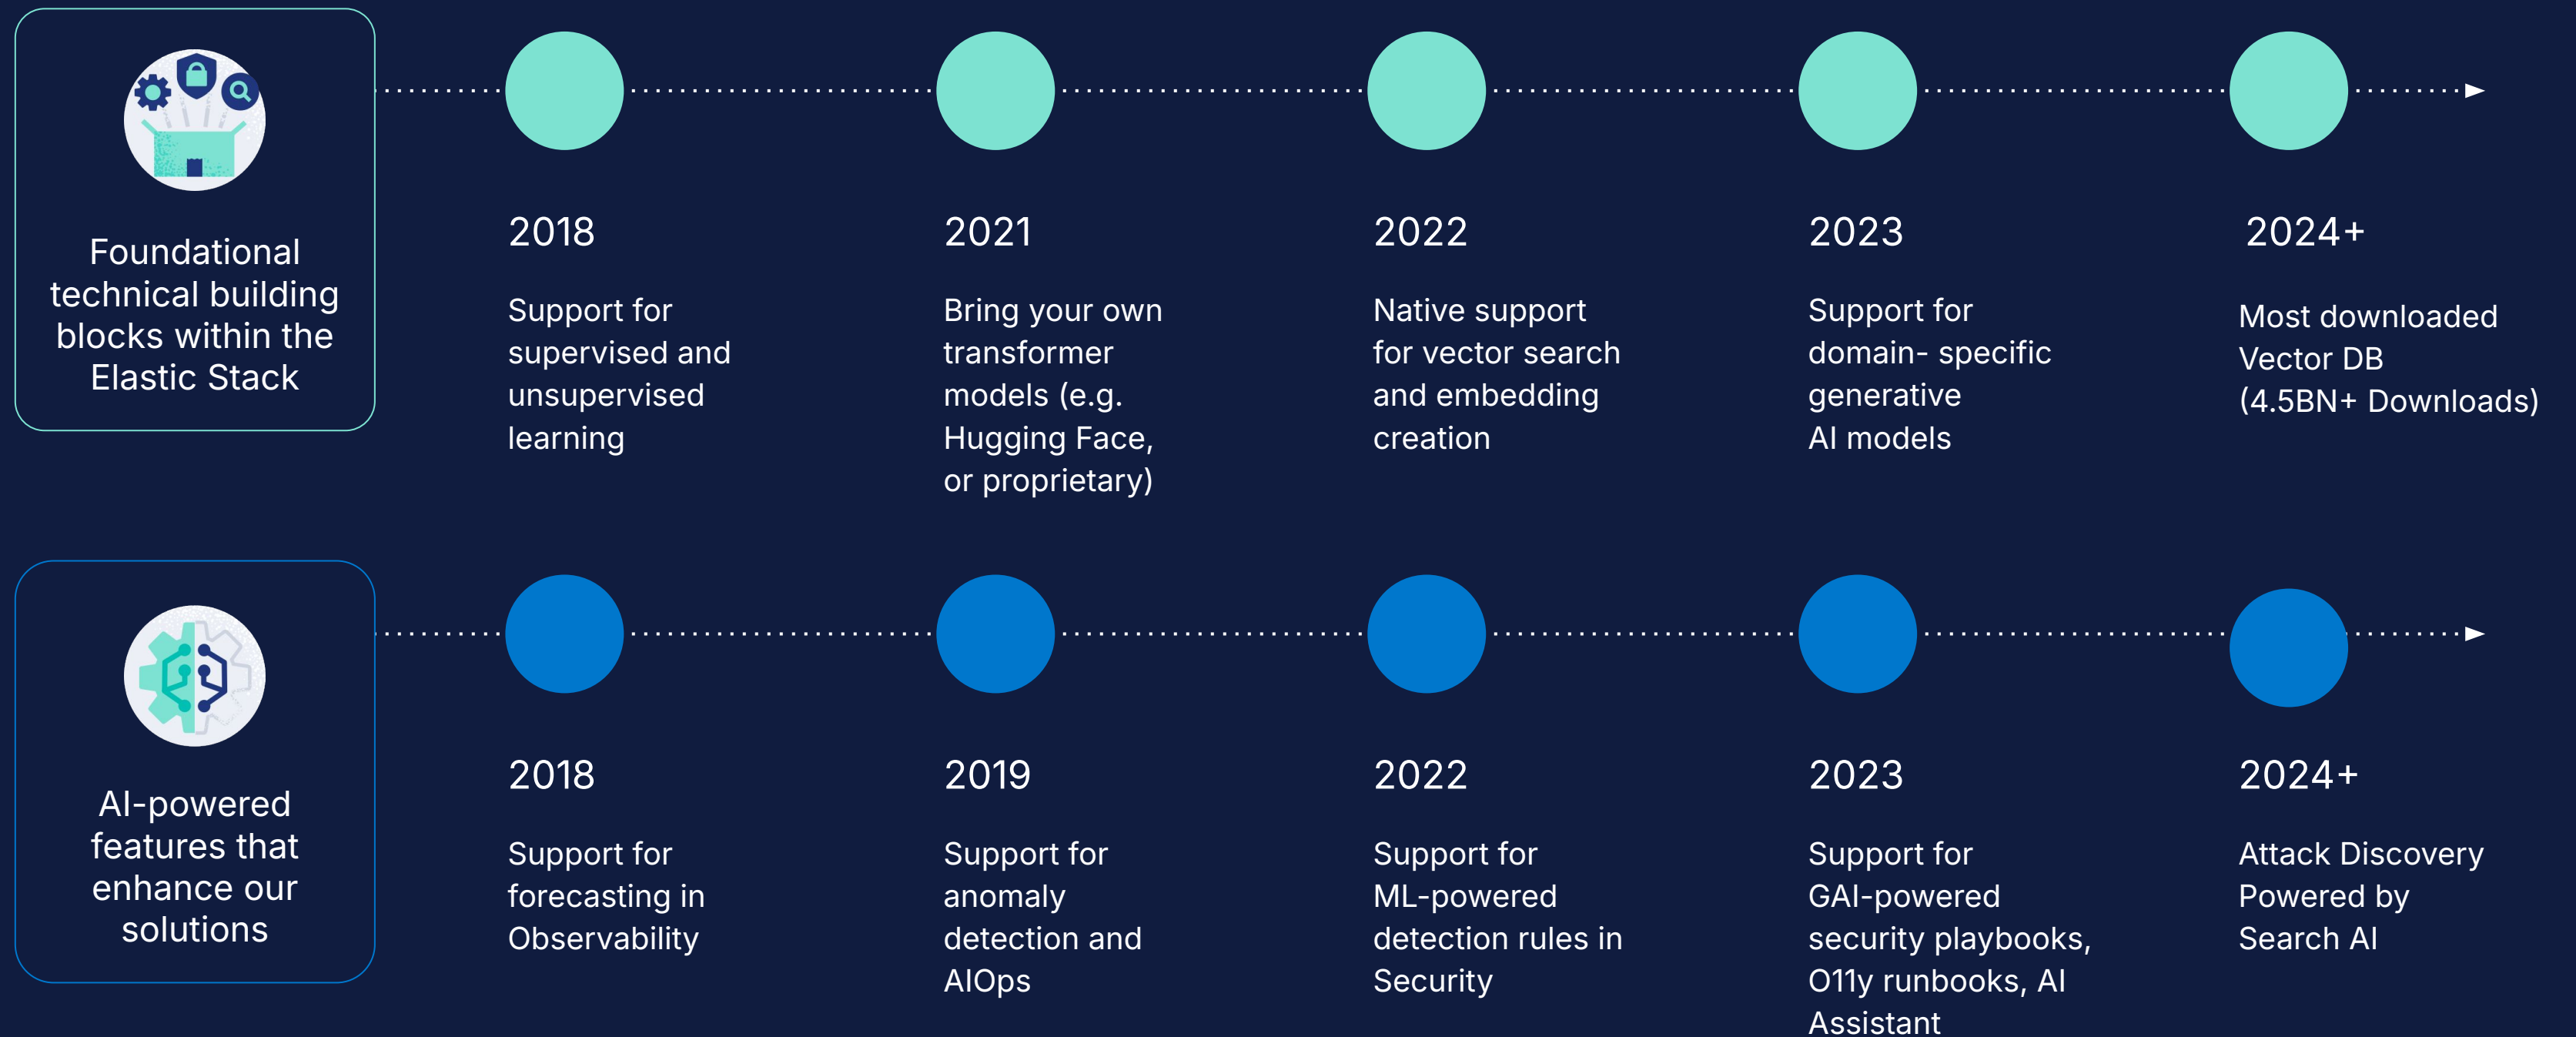 Foundational
technical building
blocks within the
Elastic Stack
2018
Support for
supervised and
unsupervised
learning
2021
Bring your own
transformer
models (e.g.
Hugging Face,
or proprietary)
2022
Native support
for vector search
and embedding
creation
2023
Support for
domain- specific
generative
AI models
2024+
Most downloaded
Vector DB
(4.5BN+ Downloads)
AI-powered
features that
enhance our
solutions
2018
Support for
forecasting in
Observability
2019
Support for
anomaly
detection and
AIOps
2022
Support for
ML-powered
detection rules in
Security
2023
Support for
GAI-powered
security playbooks,
O11y runbooks, AI
Assistant
2024+
Attack Discovery
Powered by
Search AI